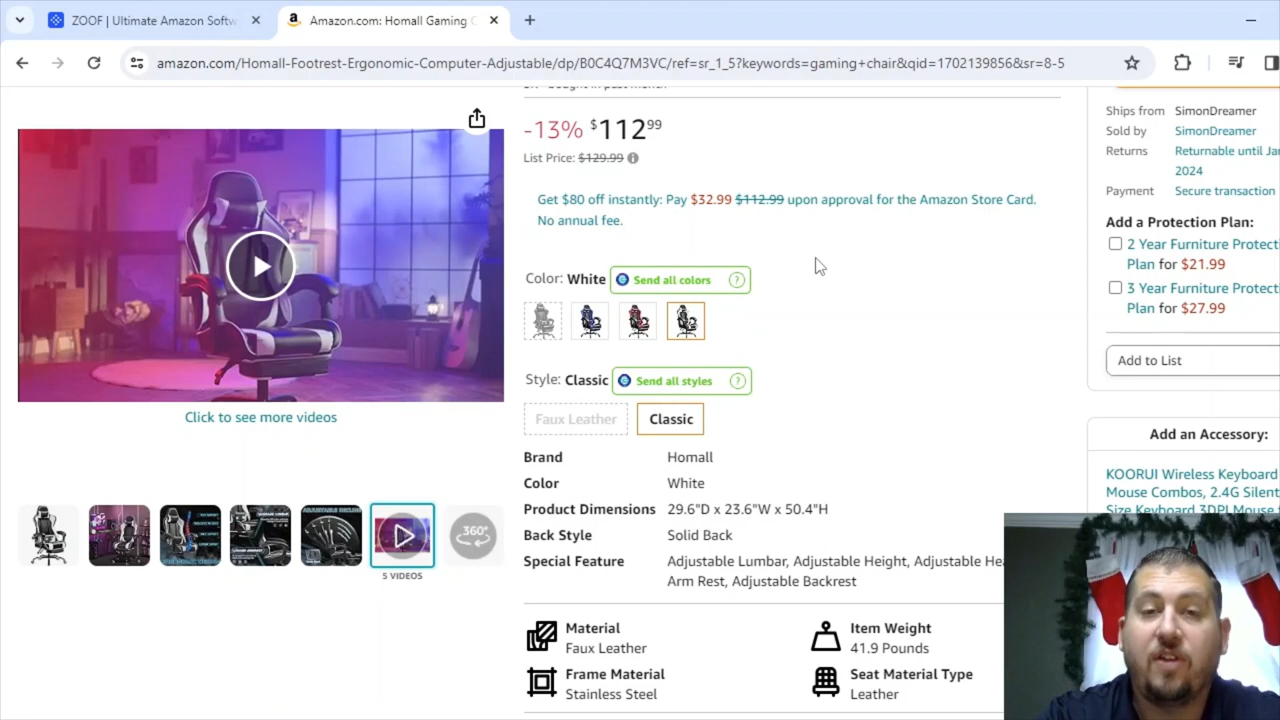 ZOOF | Ultimate Amazon Softw
Amazon.com: Homall Gaming C
amazon.com/Homall-Footrest-Ergonomic-Computer-Adjustable/dp/B0C4Q7M3VC/ref=sr_1_5?keywords=gaming+chair&qid=1702139856&sr=8-5
-13% $112 99
List Price: $129.99
Get $80 off instantly: Pay $32.99 $112.99 upon approval for the Amazon Store Card.
No annual fee.
Color: White Send all colors ?
Style: Classic Send all styles ?
Faux Leather Classic
Brand Homall
Color White
Product Dimensions 29.6"D x 23.6"W x 50.4"H
Back Style Solid Back
Special Feature Adjustable Lumbar, Adjustable Height, Adjustable Hea
Arm Rest, Adjustable Backrest
Material
Faux Leather
Item Weight
41.9 Pounds
Frame Material
Stainless Steel
Seat Material Type
Leather
Click to see more videos
360°
5 VIDEOS
Ships from SimonDreamer
Sold by SimonDreamer
Returns Returnable until Jan
2024
Payment Secure transaction
Add a Protection Plan:
2 Year Furniture Protect
Plan for $21.99
3 Year Furniture Protect
Plan for $27.99
Add to List
Add an Accessory:
KOORUI Wireless Keyboard
Mouse Combos, 2.4G Silent
Size Keyboard 3DPI Mouse